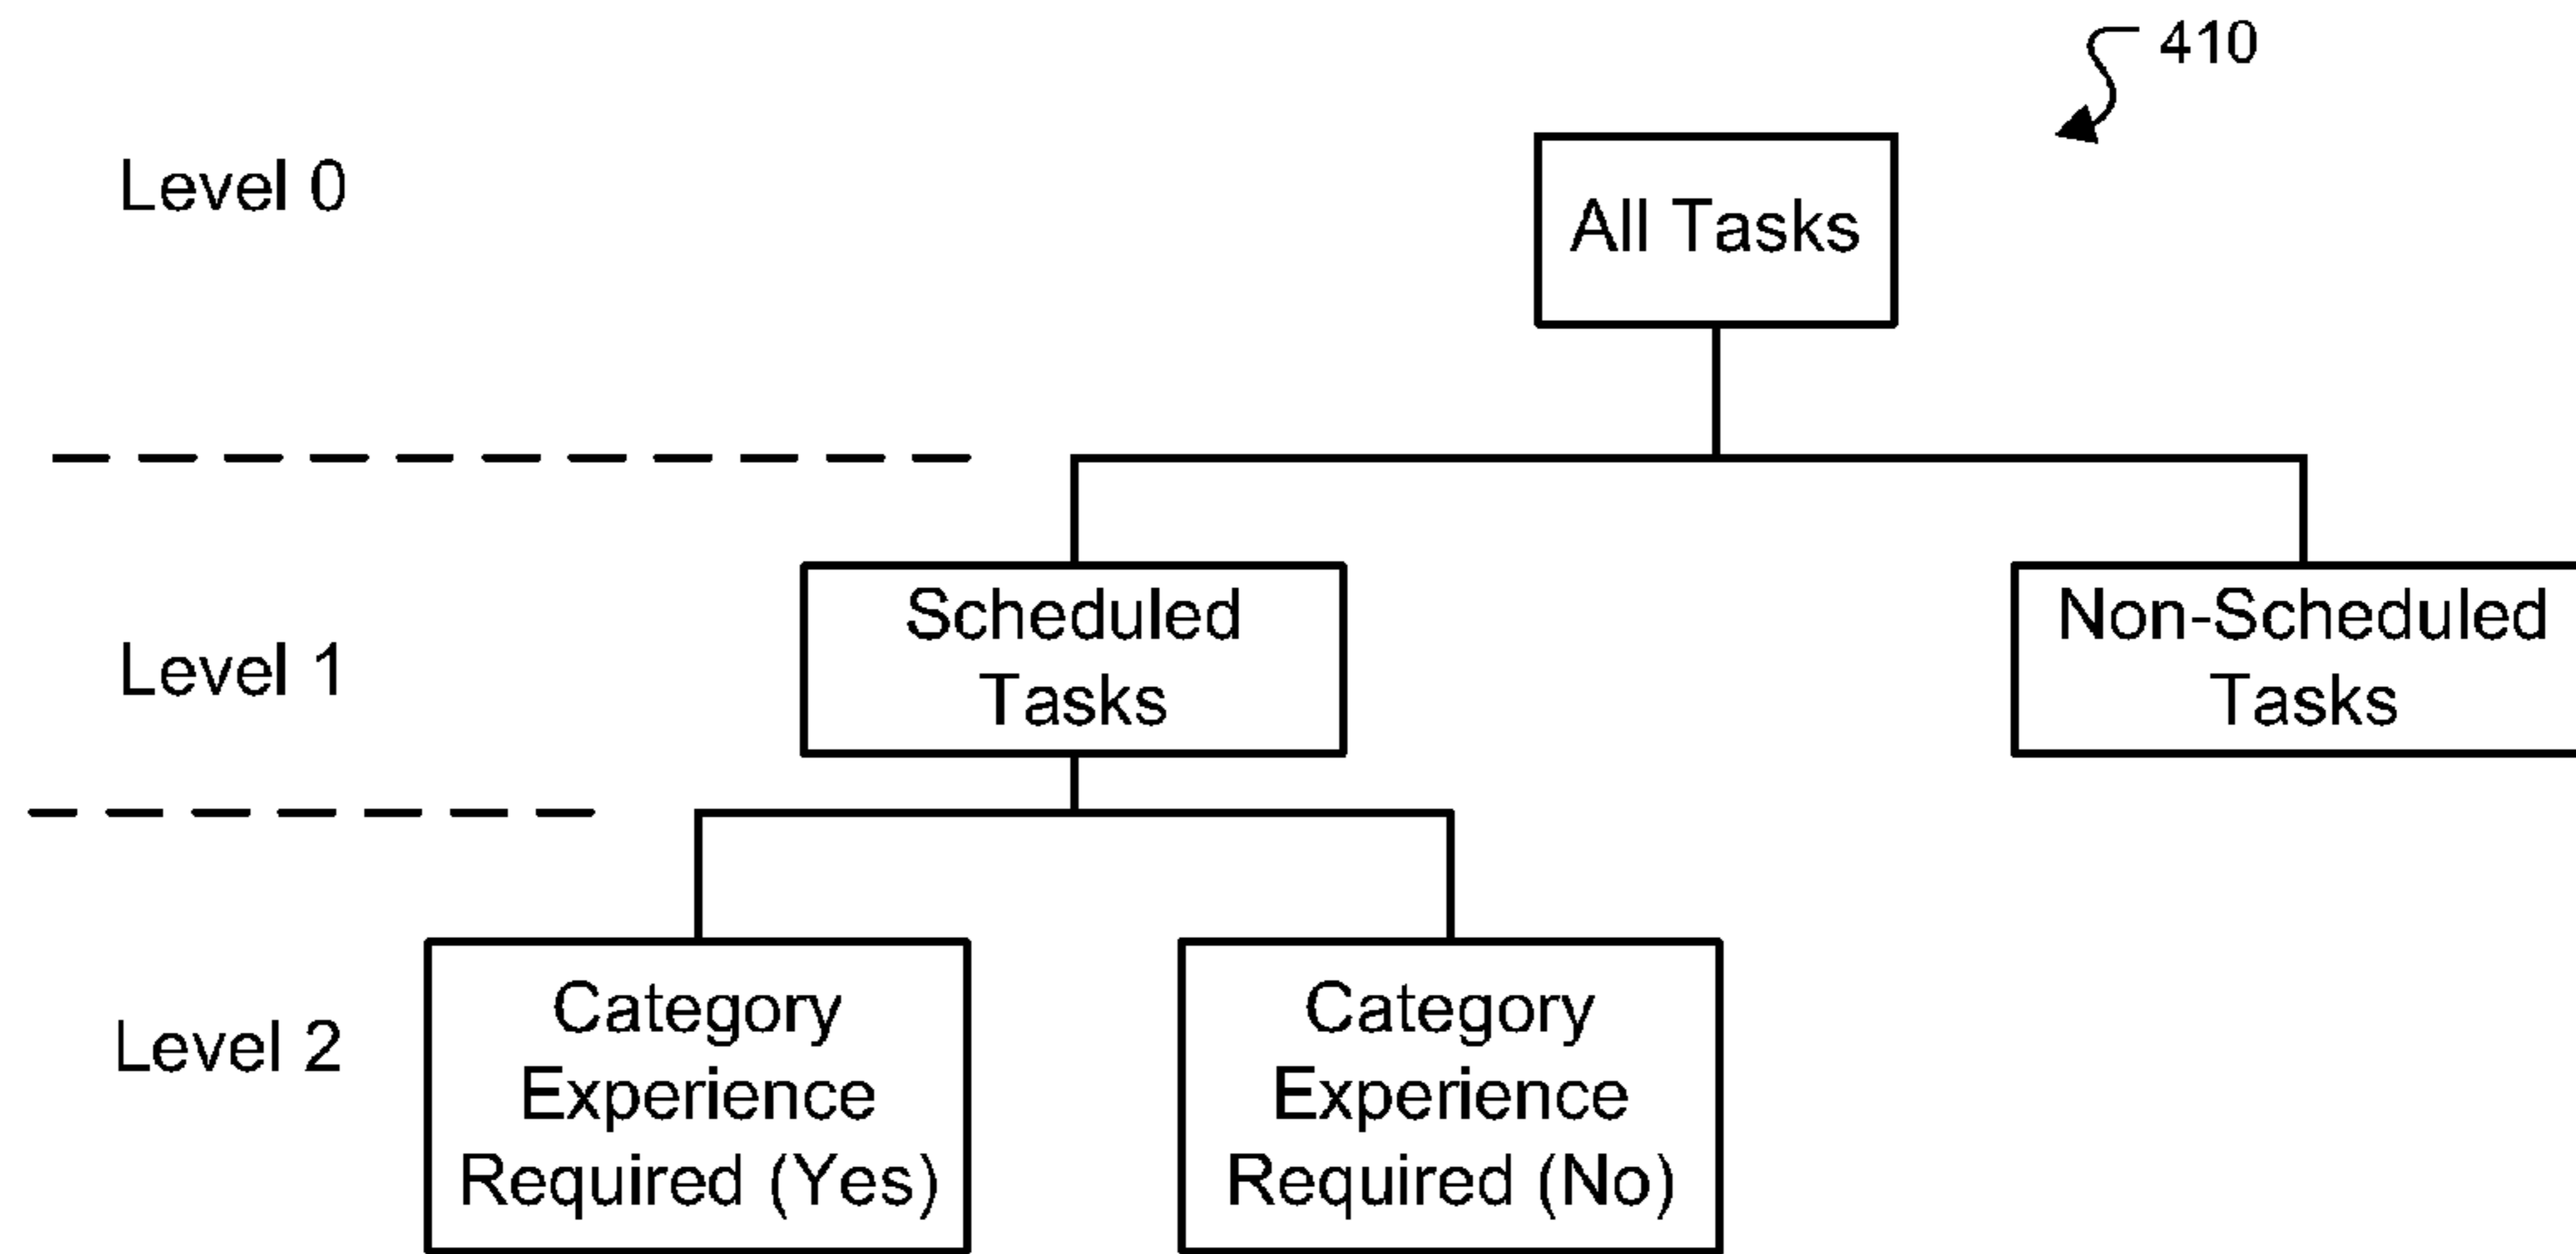 410
Level 0
All Tasks
Level 1
Scheduled
Tasks
Non-Scheduled
Tasks
Level 2
Category
Experience
Required (Yes)
Category
Experience
Required (No)